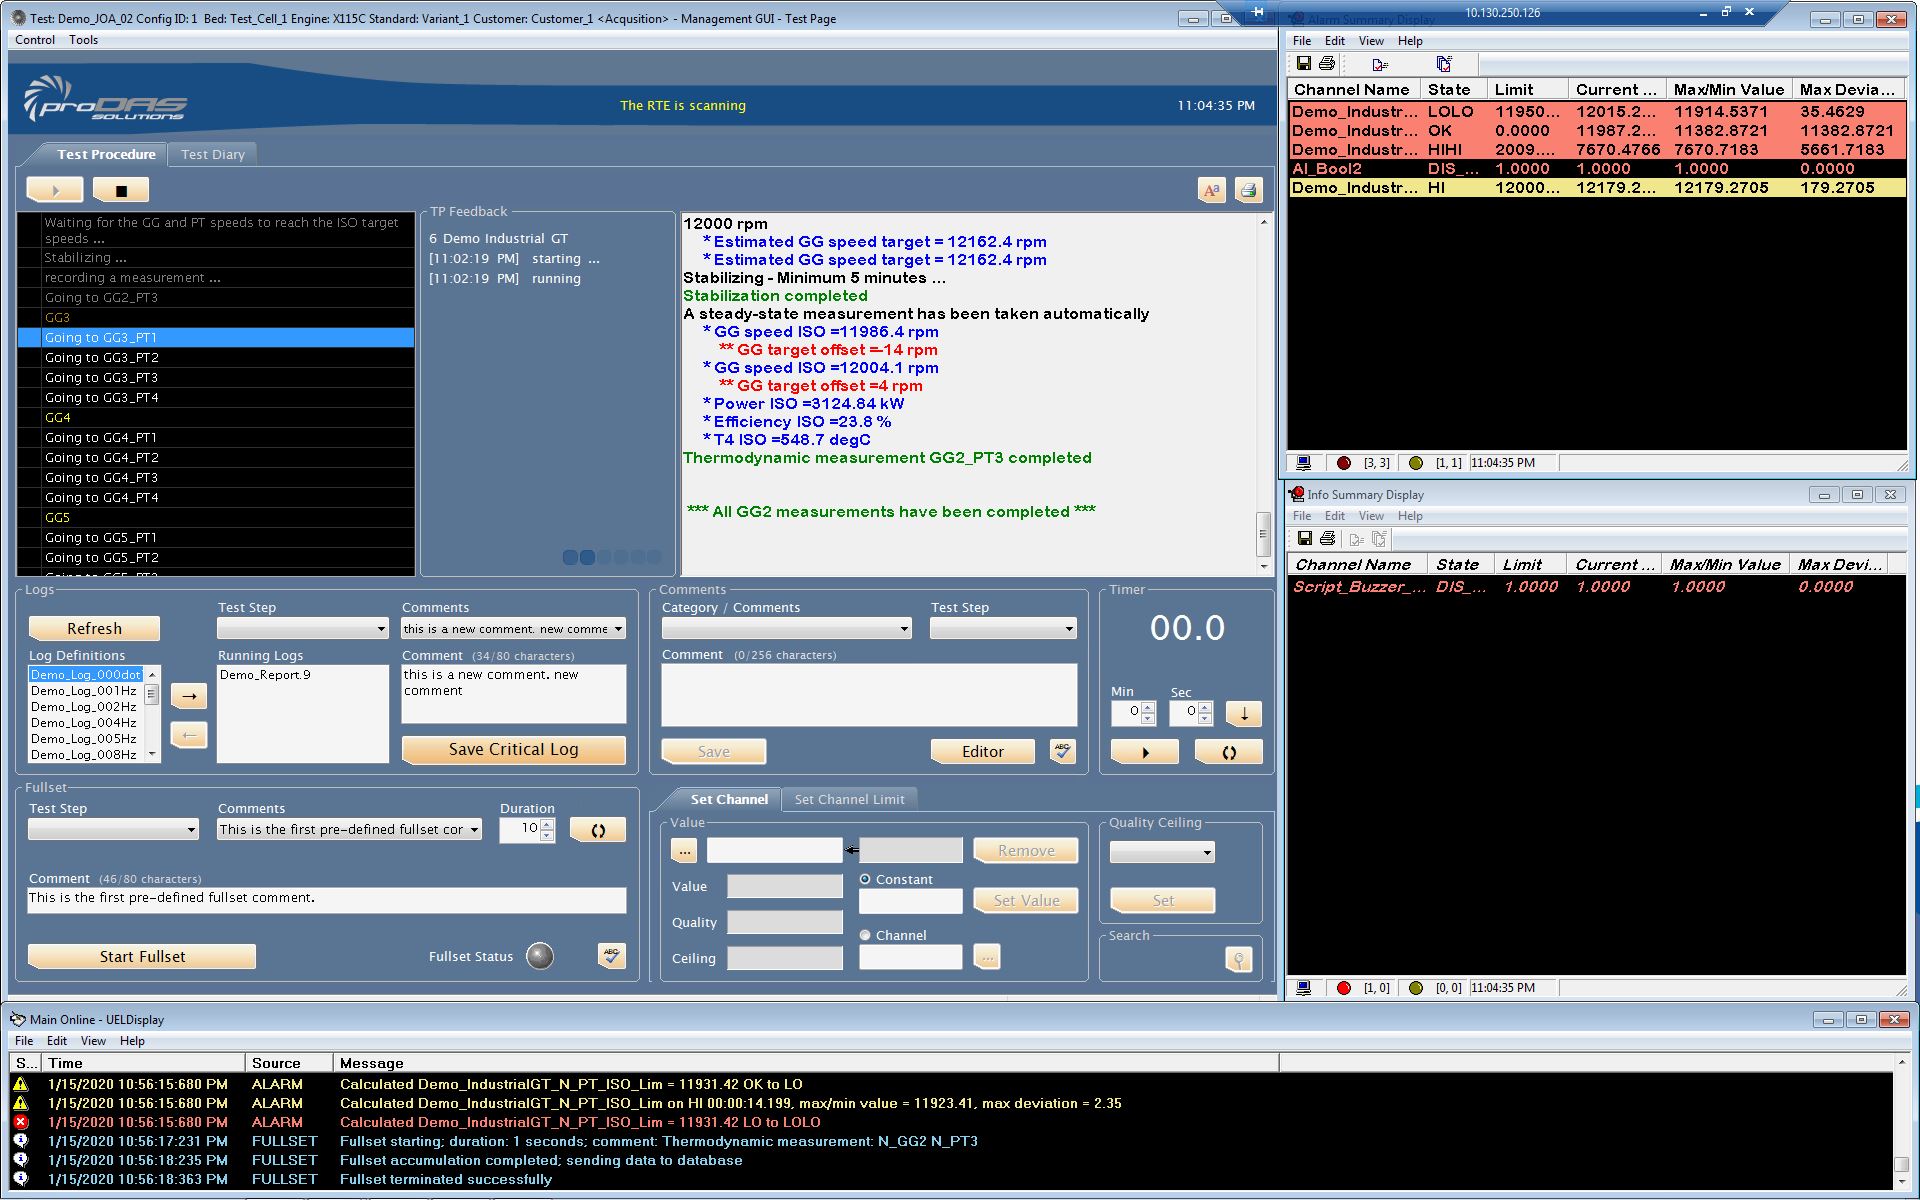 Test: Demo_JOA_02 Config ID: 1 Bed: Test_Cell_1 Engine: X115C Standard: Variant_1 Customer: Customer_1 <Acqusition> - Management GUI - Test Page
Control Tools
proDAS SOLUTIONS
The RTE is scanning
11:04:35 PM
Test Procedure Test Diary
Waiting for the GG and PT speeds to reach the ISO target
speeds ...
Stabilizing ...
recording a measurement ...
Going to GG2_PT3
GG3
Going to GG3_PT1
Going to GG3_PT2
Going to GG3_PT3
Going to GG3_PT4
GG4
Going to GG4_PT1
Going to GG4_PT2
Going to GG4_PT3
Going to GG4_PT4
GG5
Going to GG5_PT1
Going to GG5_PT2
TP Feedback
6 Demo Industrial GT
[11:02:19 PM] starting ...
[11:02:19 PM] running
12000 rpm
* Estimated GG speed target = 12162.4 rpm
* Estimated GG speed target = 12162.4 rpm
Stabilizing - Minimum 5 minutes ...
Stabilization completed
A steady-state measurement has been taken automatically
* GG speed ISO =11986.4 rpm
** GG target offset =-14 rpm
* GG speed ISO =12004.1 rpm
** GG target offset =4 rpm
* Power ISO =3124.84 kW
* Efficiency ISO =23.8 %
* T4 ISO =548.7 degC
Thermodynamic measurement GG2_PT3 completed
*** All GG2 measurements have been completed ***
Logs
Refresh
Test Step
Comments
this is a new comment. new comme
Log Definitions
Demo_Log_000dot
Demo_Log_001Hz
Demo_Log_002Hz
Demo_Log_004Hz
Demo_Log_005Hz
Demo_Log_008Hz
Running Logs
Demo_Report.9
Comment (34/80 characters)
this is a new comment. new
comment
Save Critical Log
Comments
Category / Comments
Test Step
Comment (0/256 characters)
Save
Editor
ABC
Timer
00.0
Min Sec
0 0
Fullset
Test Step
Comments
This is the first pre-defined fullset cor
Duration
10
Comment (46/80 characters)
This is the first pre-defined fullset comment.
Start Fullset
Fullset Status
ABC
Set Channel Set Channel Limit
Value
...
Remove
Value
Constant
Set Value
Quality
Channel
Ceiling
...
Quality Ceiling
Set
Search
10.130.250.126
Alarm Summary Display
File Edit View Help
Channel Name State Limit Current ... Max/Min Value Max Devia...
Demo_Industr... LOLO 11950... 12015.2... 11914.5371 35.4629
Demo_Industr... OK 0.0000 11987.2... 11382.8721 11382.8721
Demo_Industr... HIHI 2009.... 7670.4766 7670.7183 5661.7183
AI_Bool2 DIS_... 1.0000 1.0000 1.0000 0.0000
Demo_Industr... HI 12000... 12179.2... 12179.2705 179.2705
[3, 3] [1, 1] 11:04:35 PM
Info Summary Display
File Edit View Help
Channel Name State Limit Current ... Max/Min Value Max Devi...
Script_Buzzer_... DIS_... 1.0000 1.0000 1.0000 0.0000
[1, 0] [0, 0] 11:04:35 PM
Main Online - UELDisplay
File Edit View Help
S... Time Source Message
1/15/2020 10:56:15:680 PM ALARM Calculated Demo_IndustrialGT_N_PT_ISO_Lim = 11931.42 OK to LO
1/15/2020 10:56:15:680 PM ALARM Calculated Demo_IndustrialGT_N_PT_ISO_Lim on HI 00:00:14.199, max/min value = 11923.41, max deviation = 2.35
1/15/2020 10:56:15:680 PM ALARM Calculated Demo_IndustrialGT_N_PT_ISO_Lim = 11931.42 LO to LOLO
1/15/2020 10:56:17:231 PM FULLSET Fullset starting; duration: 1 seconds; comment: Thermodynamic measurement: N_GG2 N_PT3
1/15/2020 10:56:18:235 PM FULLSET Fullset accumulation completed; sending data to database
1/15/2020 10:56:18:363 PM FULLSET Fullset terminated successfully